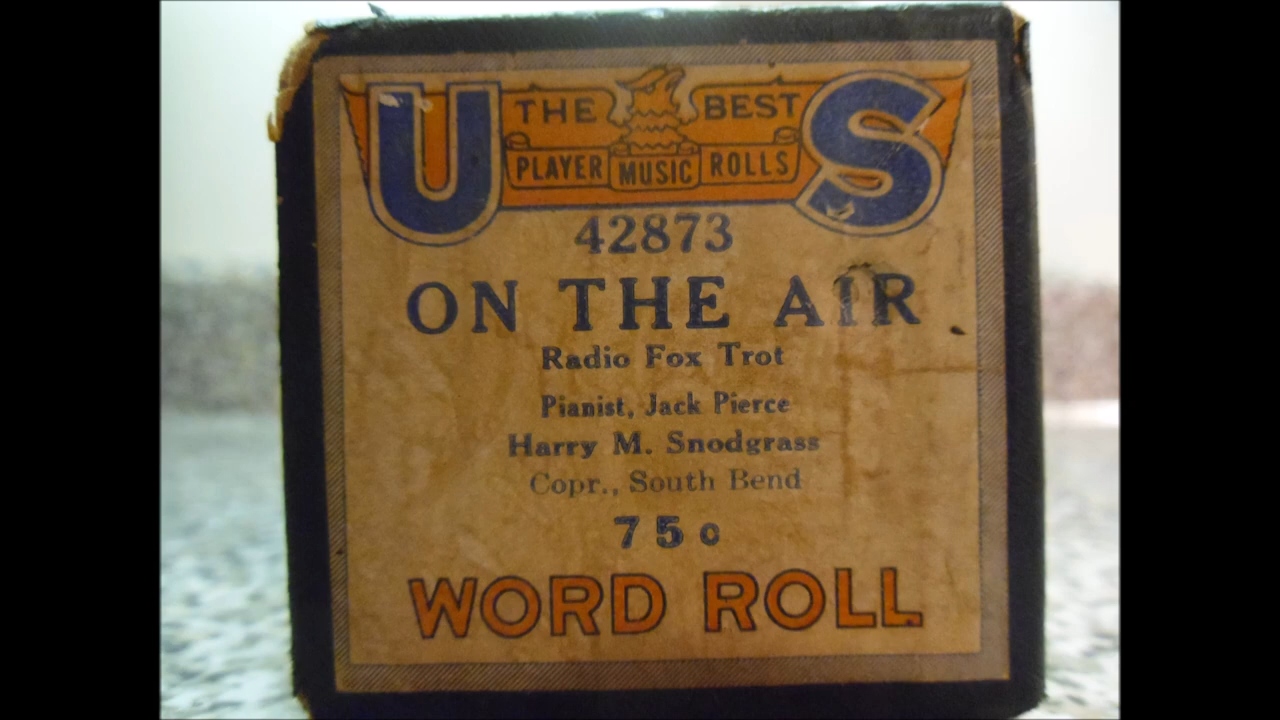 U THE BEST S
PLAYER MUSIC ROLLS
42873
ON THE AIR
Radio Fox Trot
Pianist, Jack Pierce
Harry M. Snodgrass
Copr., South Bend
75c
WORD ROLL